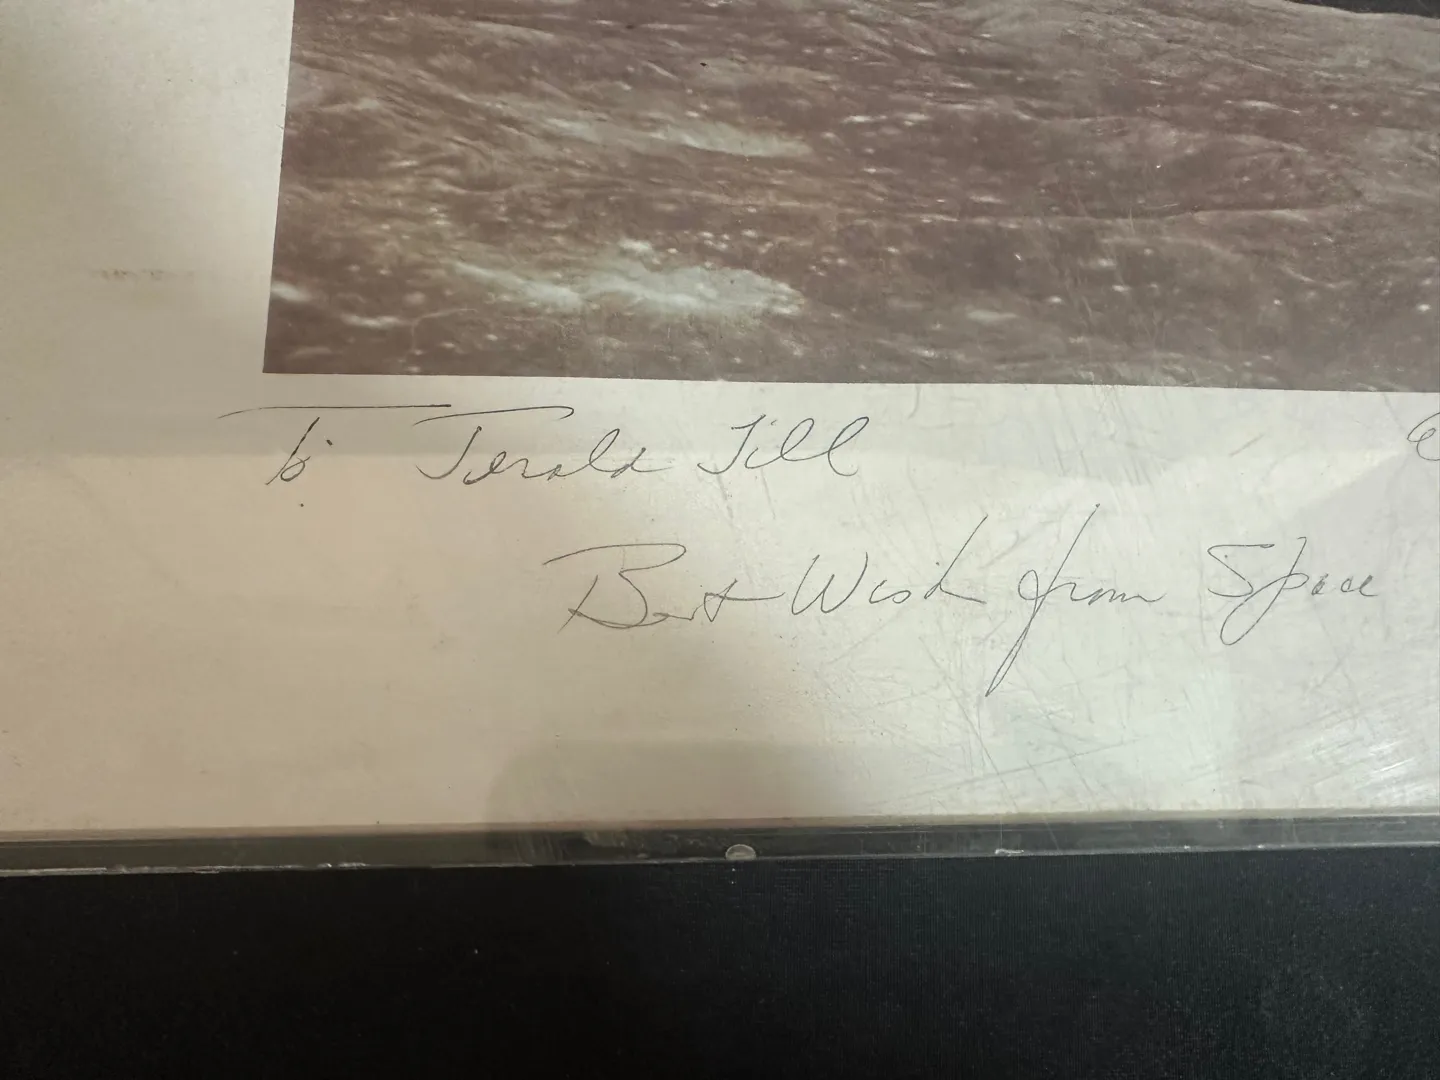 To Jerald Till
Best Wish from Space